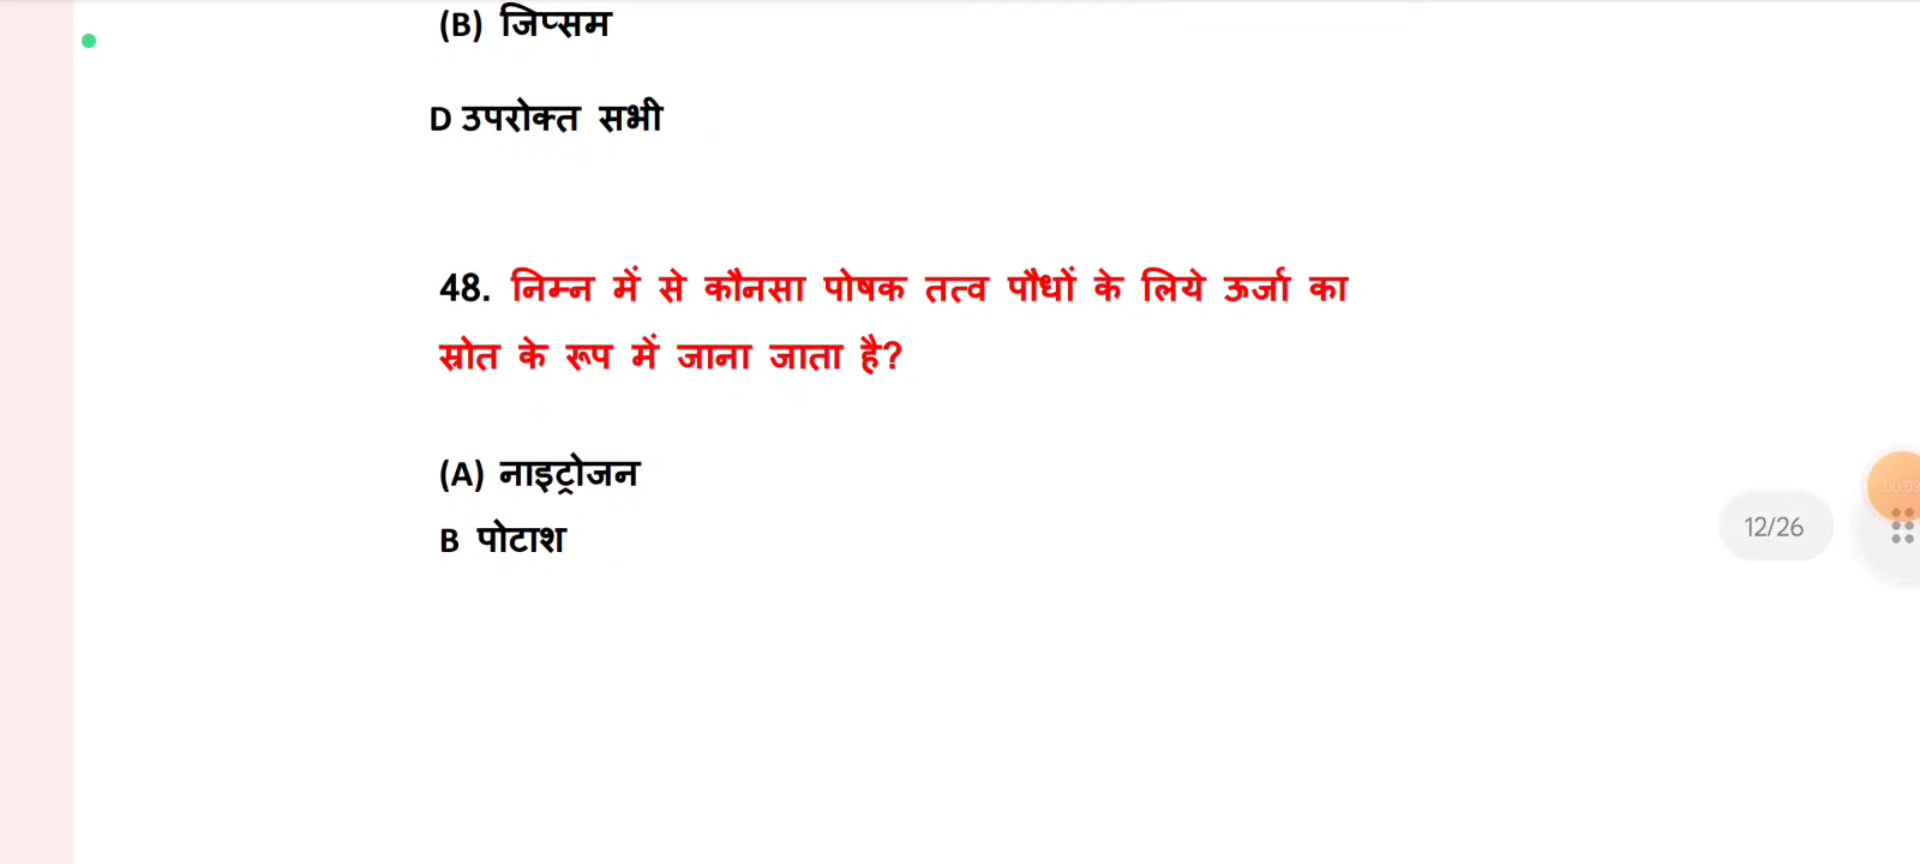 (B) जिप्सम
D उपरोक्त सभी
48. निम्न में से कौनसा पोषक तत्व पौधों के लिये ऊर्जा का
स्रोत के रूप में जाना जाता है?
(A) नाइट्रोजन
B पोटाश
12/26